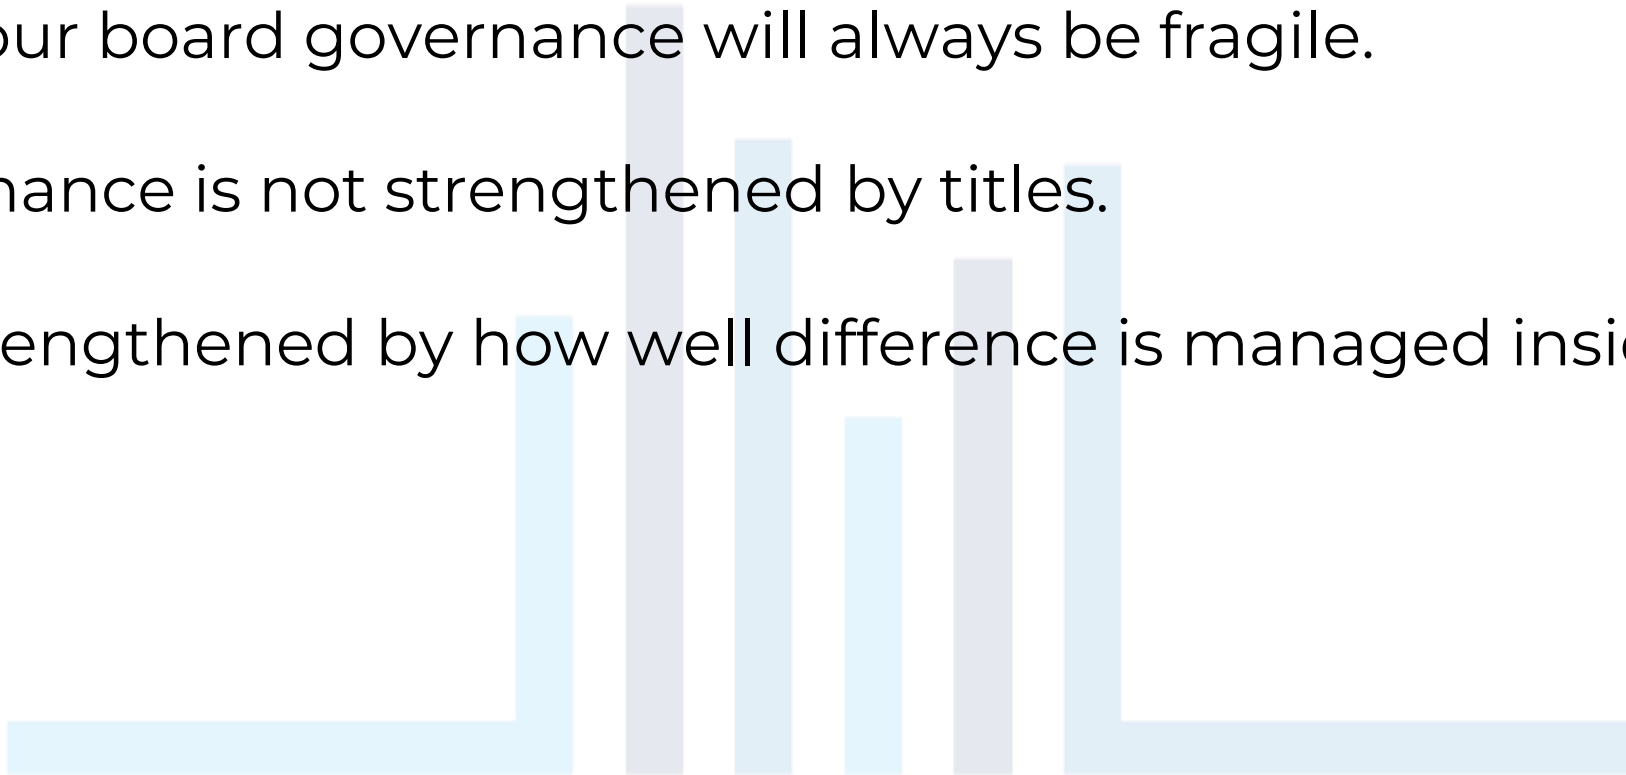 our board governance will always be fragile.
nance is not strengthened by titles.
engthened by how well difference is managed insi